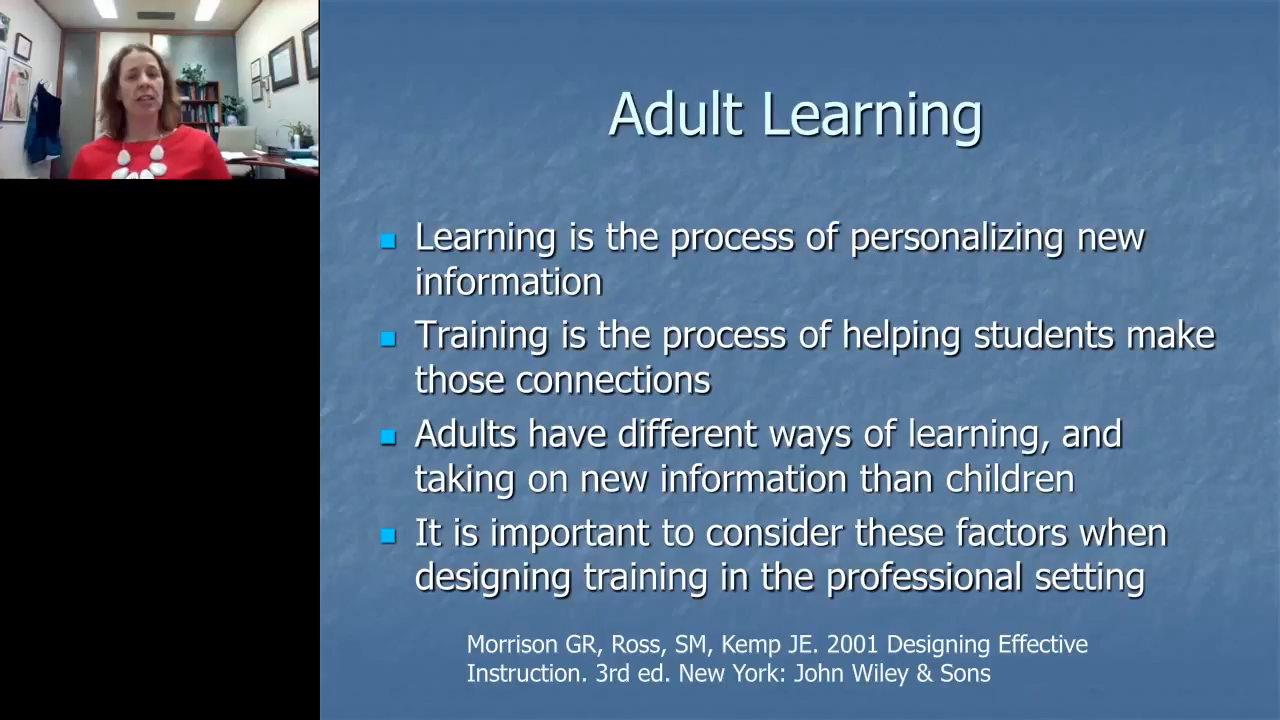 Adult Learning
Learning is the process of personalizing new
information
Training is the process of helping students make
those connections
Adults have different ways of learning, and
taking on new information than children
It is important to consider these factors when
designing training in the professional setting
Morrison GR, Ross, SM, Kemp JE. 2001 Designing Effective
Instruction. 3rd ed. New York: John Wiley & Sons